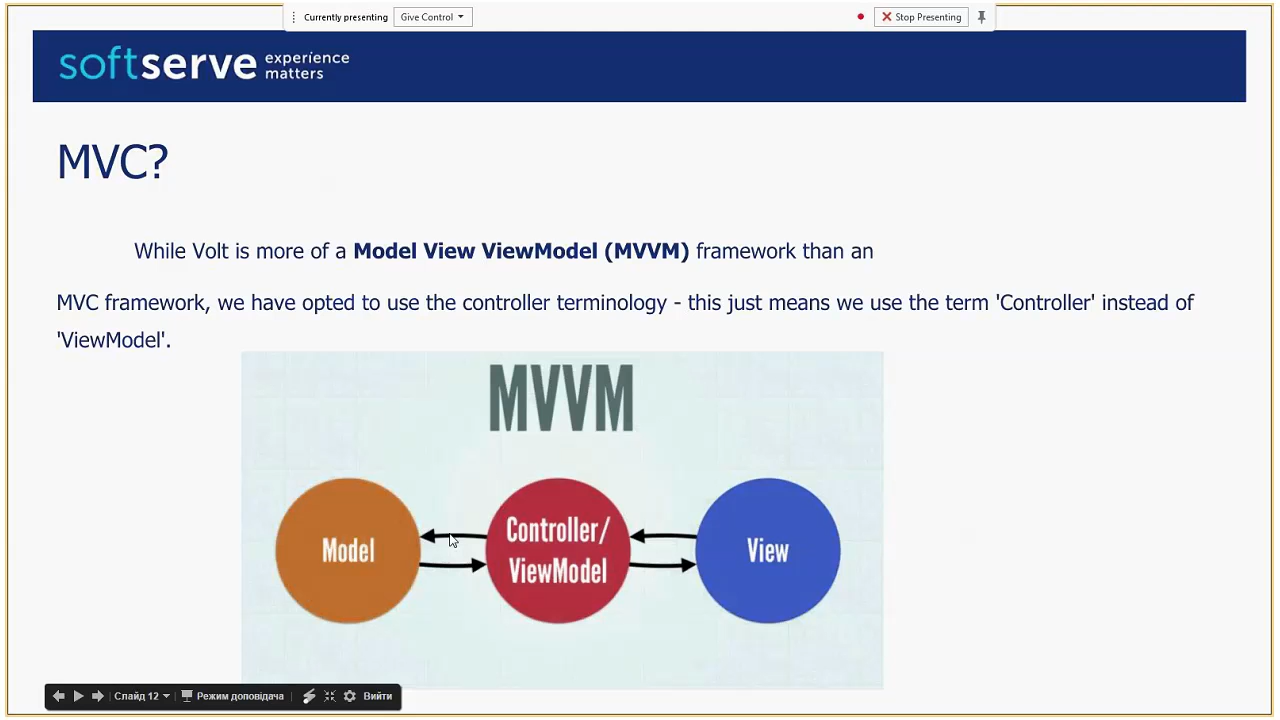 Currently presenting Give Control Stop Presenting
softserve experience matters
MVC?
While Volt is more of a Model View ViewModel (MVVM) framework than an
MVC framework, we have opted to use the controller terminology - this just means we use the term 'Controller' instead of
'ViewModel'.
MVVM
Model
Controller/
ViewModel
View
Слайд 12 Режим доповідача Вийти